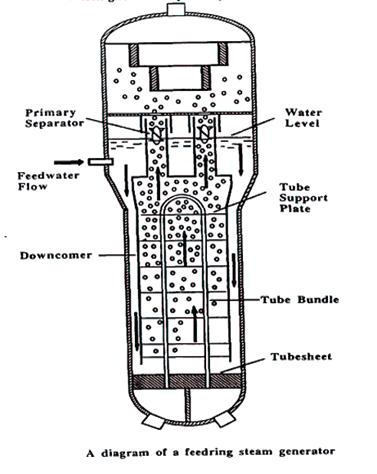 Primary
Separator
Water
Level
Feedwater
Flow
Tube
Support
Plate
Downcomer
Tube Bundle
Tubesheet
A diagram of a feedring steam generator